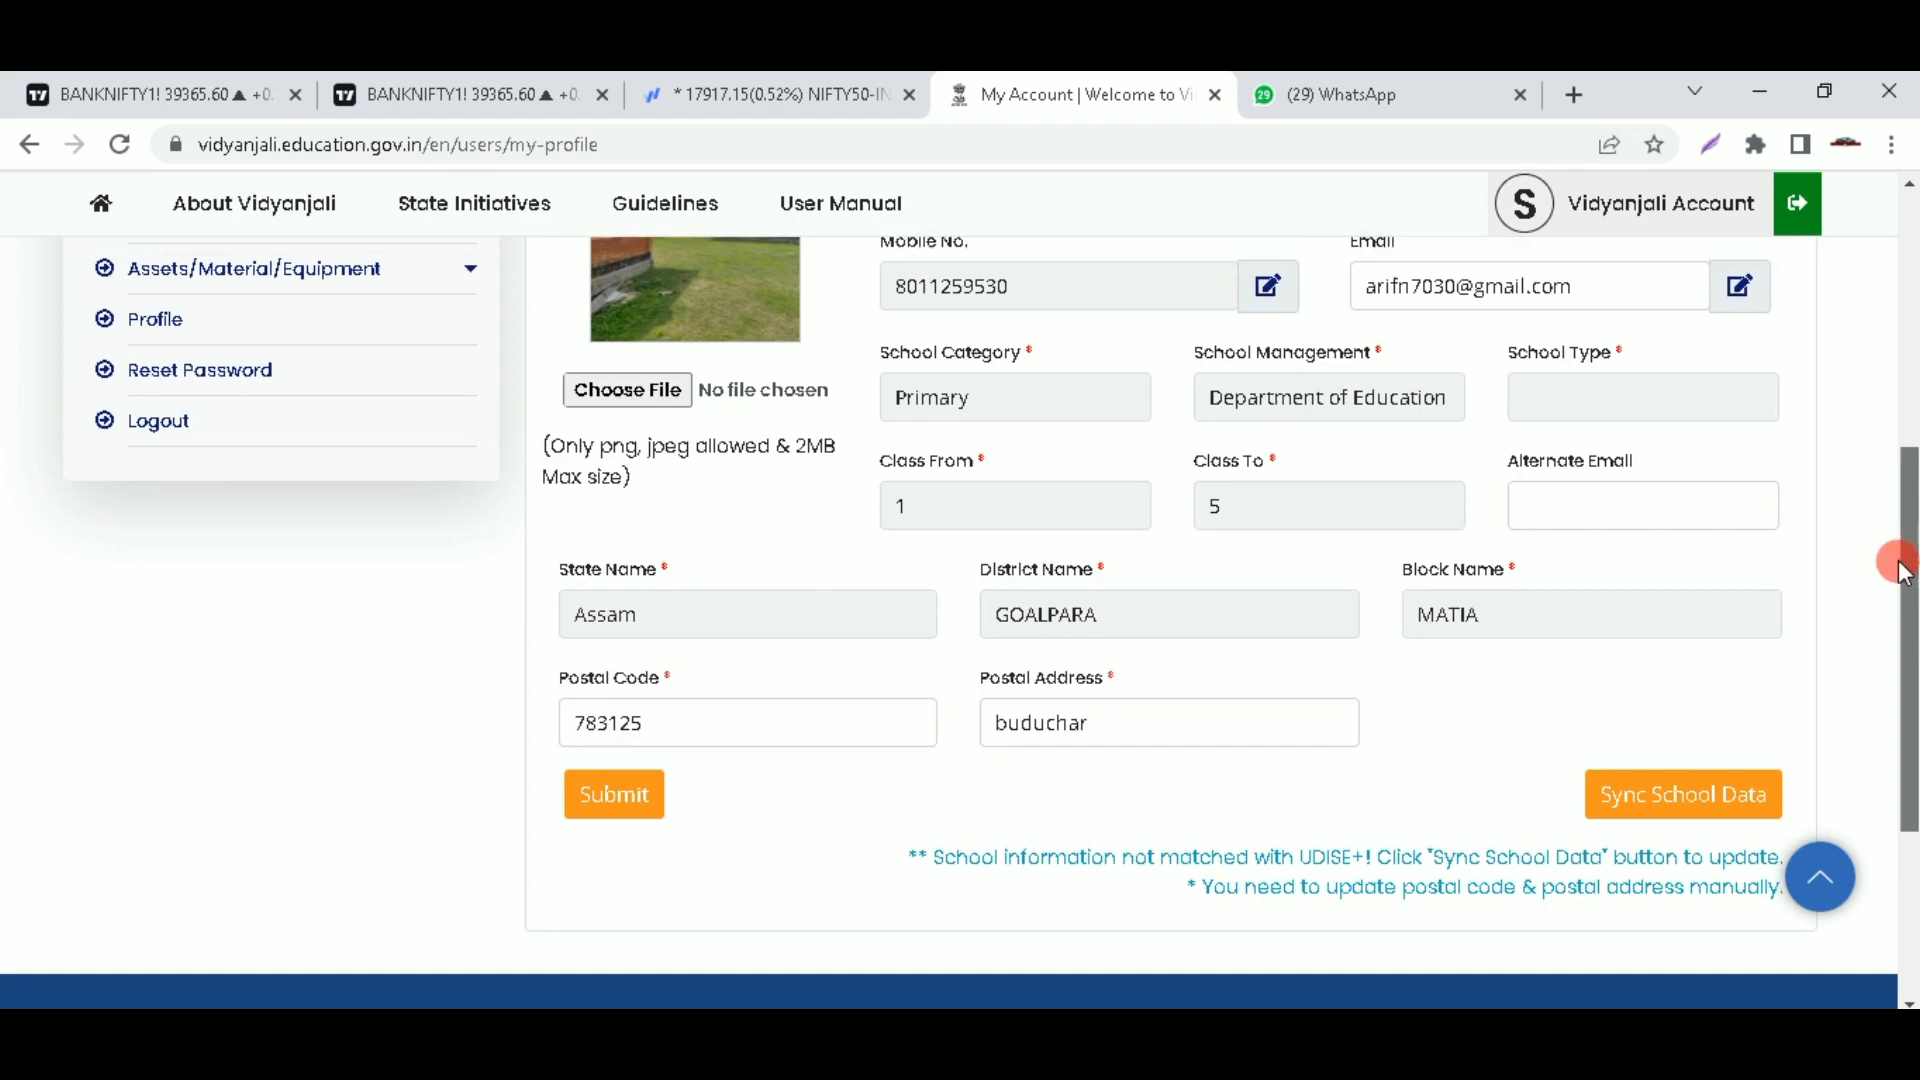 BANKNIFTY1! 39365.60 ▲ +0.
BANKNIFTY1! 39365.60 ▲ +0.
* 17917.15(0.52%) NIFTY50-IN
My Account | Welcome to Vi
29
(29) WhatsApp
vidyanjali.education.gov.in/en/users/my-profile
About Vidyanjali
State Initiatives
Guidelines
User Manual
S
Vidyanjali Account
Assets/Material/Equipment
Profile
Reset Password
Logout
Choose File No file chosen
(Only png, jpeg allowed & 2MB
Max size)
Mobile No.
Email
8011259530
arifn7030@gmail.com
School Category *
School Management *
School Type *
Primary
Department of Education
Class From *
Class To *
Alternate Email
1
5
State Name *
District Name *
Block Name *
Assam
GOALPARA
MATIA
Postal Code *
Postal Address *
783125
buduchar
Submit
Sync School Data
** School information not matched with UDISE+! Click "Sync School Data" button to update.
* You need to update postal code & postal address manually.